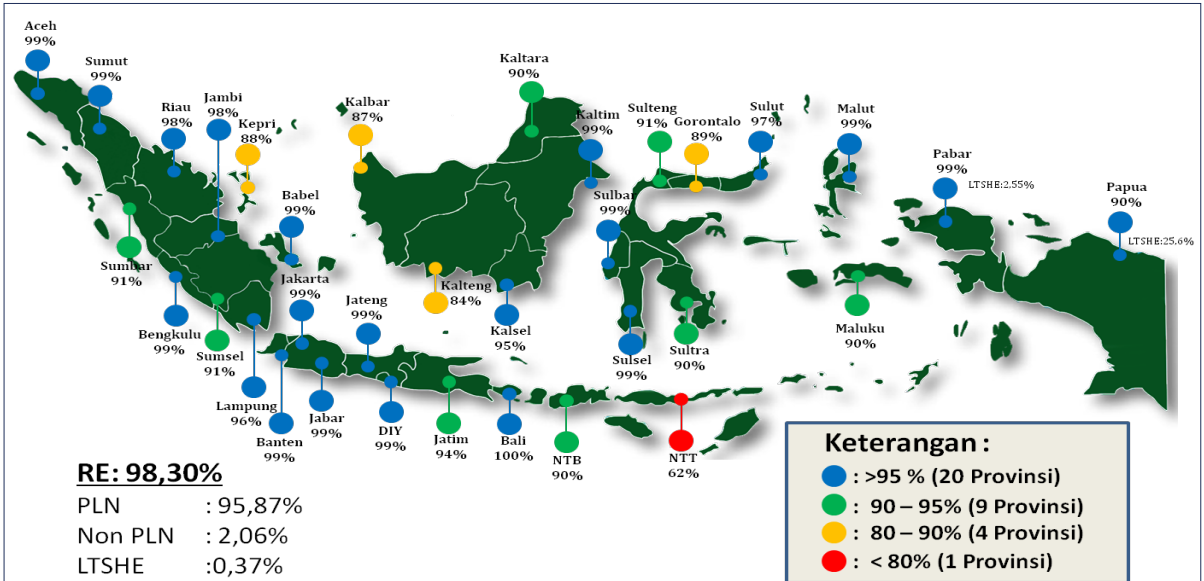 Aceh
99%
Sumut
99%
Riau
98%
Jambi
98%
Kepri
88%
Kalbar
87%
Kaltara
90%
Kaltim
99%
Sulteng
91%
Gorontalo
89%
Sulut
97%
Malut
99%
Pabar
99%
LTSHE:2,55%
Papua
90%
LTSHE:25,6%
Babel
99%
Sulbar
99%
Sumbar
91%
Bengkulu
99%
Sumsel
91%
Lampung
96%
Jakarta
99%
Jateng
99%
Kalteng
84%
Kalsel
95%
Sulsel
99%
Sultra
90%
Maluku
90%
Banten
99%
Jabar
99%
DIY
99%
Jatim
94%
Bali
100%
NTB
90%
NTT
62%
RE: 98,30%
PLN : 95,87%
Non PLN : 2,06%
LTSHE :0,37%
Keterangan :
: >95 % (20 Provinsi)
: 90 – 95% (9 Provinsi)
: 80 – 90% (4 Provinsi)
: < 80% (1 Provinsi)